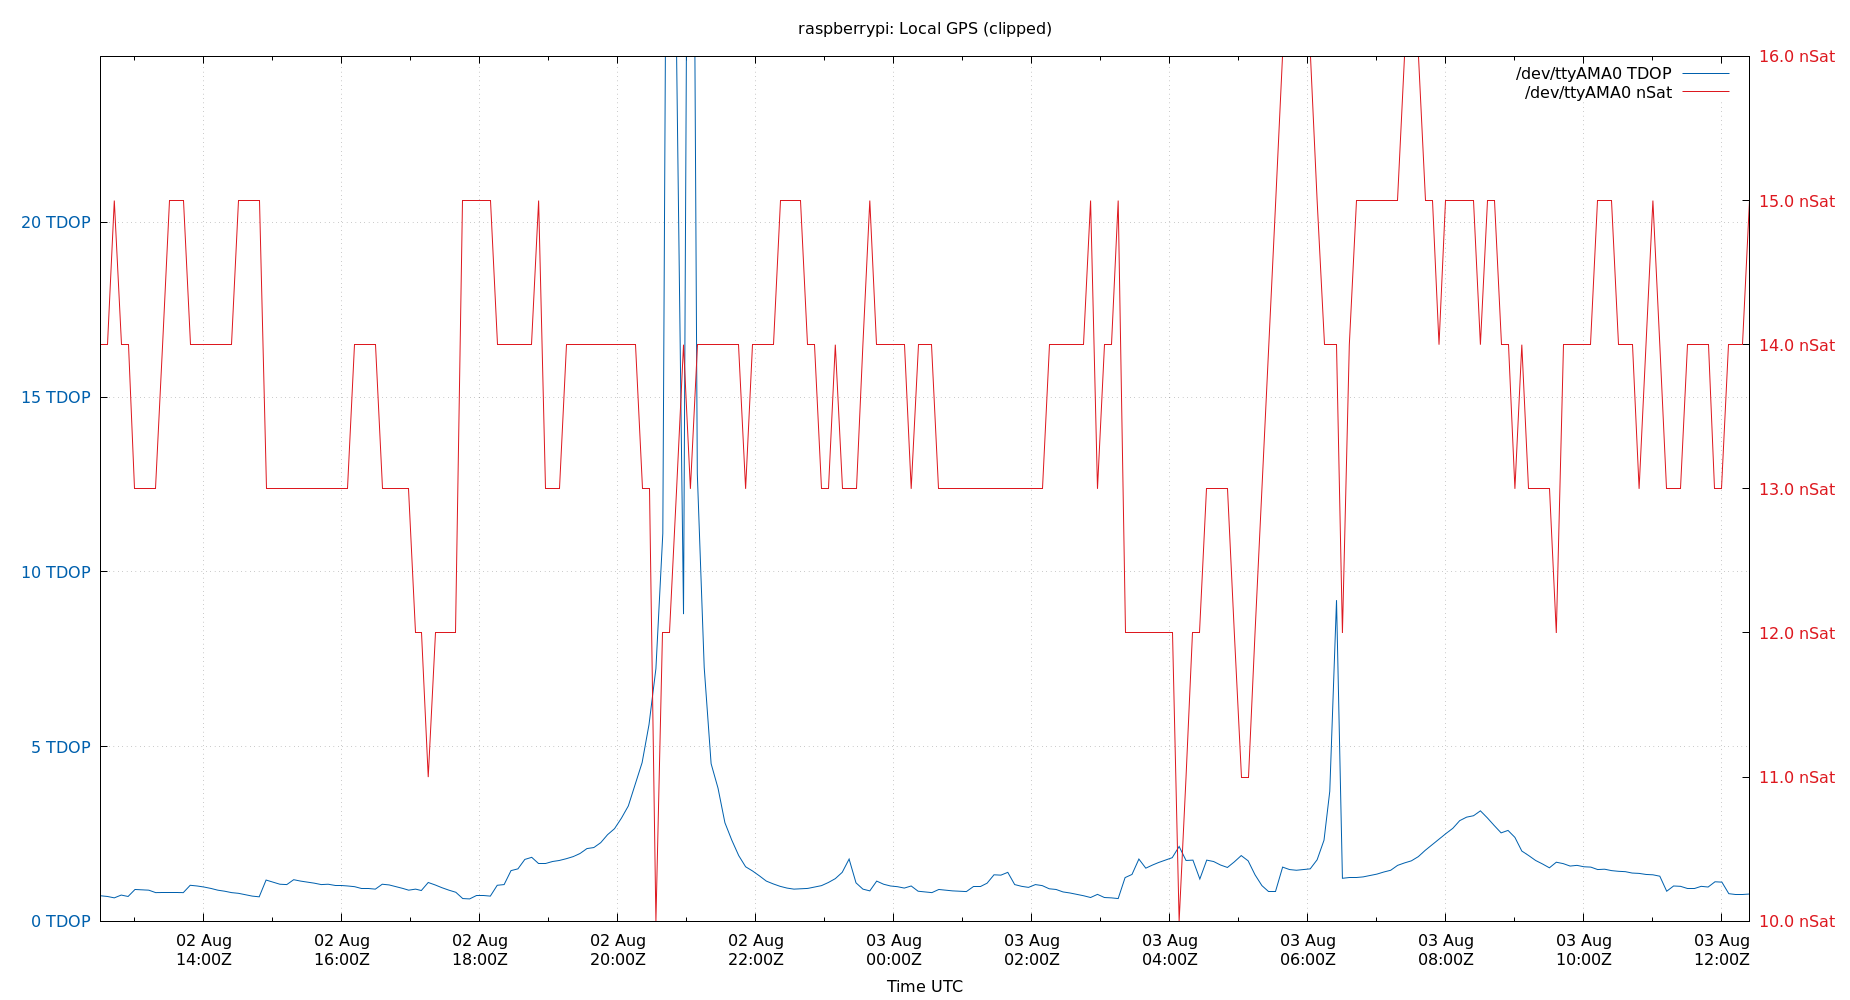 raspberrypi: Local GPS (clipped)
/dev/ttyAMA0 TDOP
/dev/ttyAMA0 nSat
20 TDOP
15 TDOP
10 TDOP
5 TDOP
0 TDOP
16.0 nSat
15.0 nSat
14.0 nSat
13.0 nSat
12.0 nSat
11.0 nSat
10.0 nSat
02 Aug 02 Aug 02 Aug 02 Aug 02 Aug 03 Aug 03 Aug 03 Aug 03 Aug 03 Aug 03 Aug 03 Aug
14:00Z 16:00Z 18:00Z 20:00Z 22:00Z 00:00Z 02:00Z 04:00Z 06:00Z 08:00Z 10:00Z 12:00Z
Time UTC